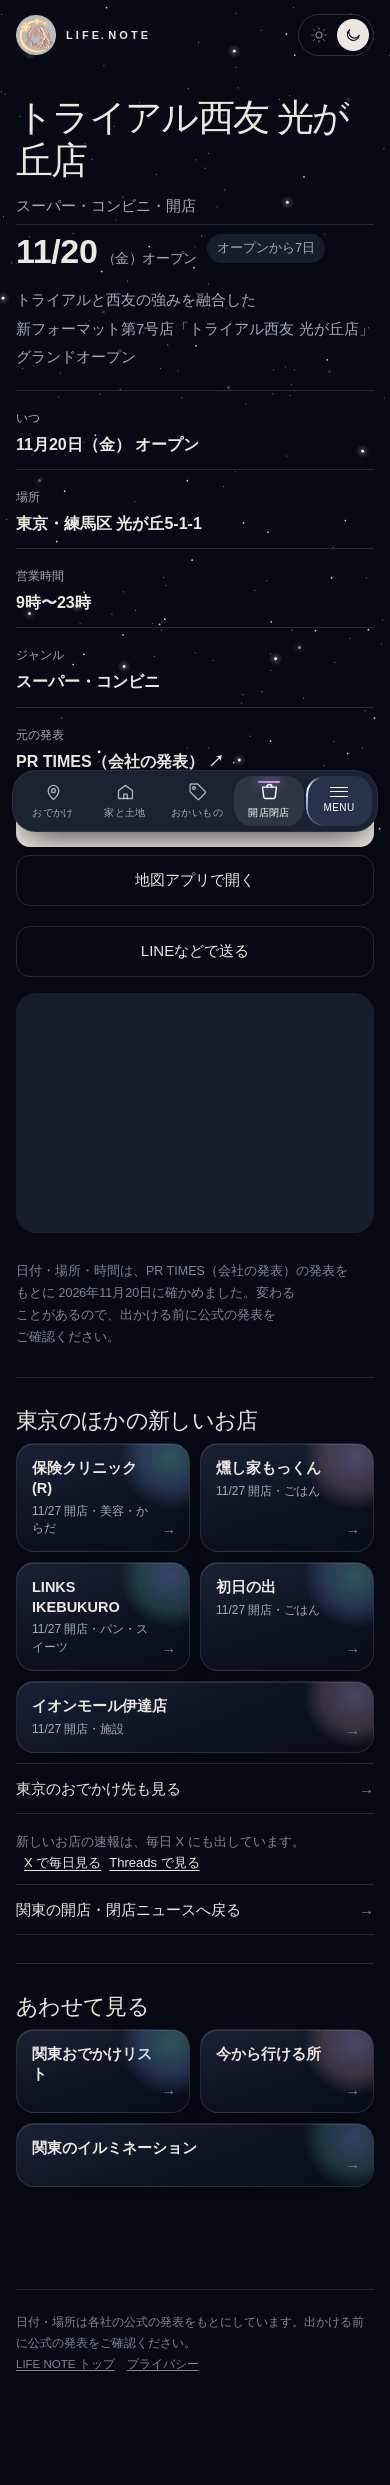 LIFE.NOTE
トライアル西友 光が
丘店
スーパー・コンビニ・開店
11/20 （金）オープン オープンから7日
トライアルと西友の強みを融合した
新フォーマット第7号店「トライアル西友 光が丘店」
グランドオープン
いつ
11月20日（金） オープン
場所
東京・練馬区 光が丘5-1-1
営業時間
9時〜23時
ジャンル
スーパー・コンビニ
元の発表
PR TIMES（会社の発表） ↗
おでかけ 家と土地 おかいもの 開店閉店 MENU
地図アプリで開く
LINEなどで送る
日付・場所・時間は、PR TIMES（会社の発表）の発表を
もとに 2026年11月20日に確かめました。変わる
ことがあるので、出かける前に公式の発表を
ご確認ください。
東京のほかの新しいお店
保険クリニック
(R)
11/27 開店・美容・か
らだ →
燻し家もっくん
11/27 開店・ごはん
→
LINKS
IKEBUKURO
11/27 開店・パン・ス
イーツ →
初日の出
11/27 開店・ごはん
→
イオンモール伊達店
11/27 開店・施設 →
東京のおでかけ先も見る →
新しいお店の速報は、毎日 X にも出しています。
X で毎日見る Threads で見る
関東の開店・閉店ニュースへ戻る →
あわせて見る
関東おでかけリス
ト →
今から行ける所
→
関東のイルミネーション
→
日付・場所は各社の公式の発表をもとにしています。出かける前
に公式の発表をご確認ください。
LIFE NOTE トップ プライバシー